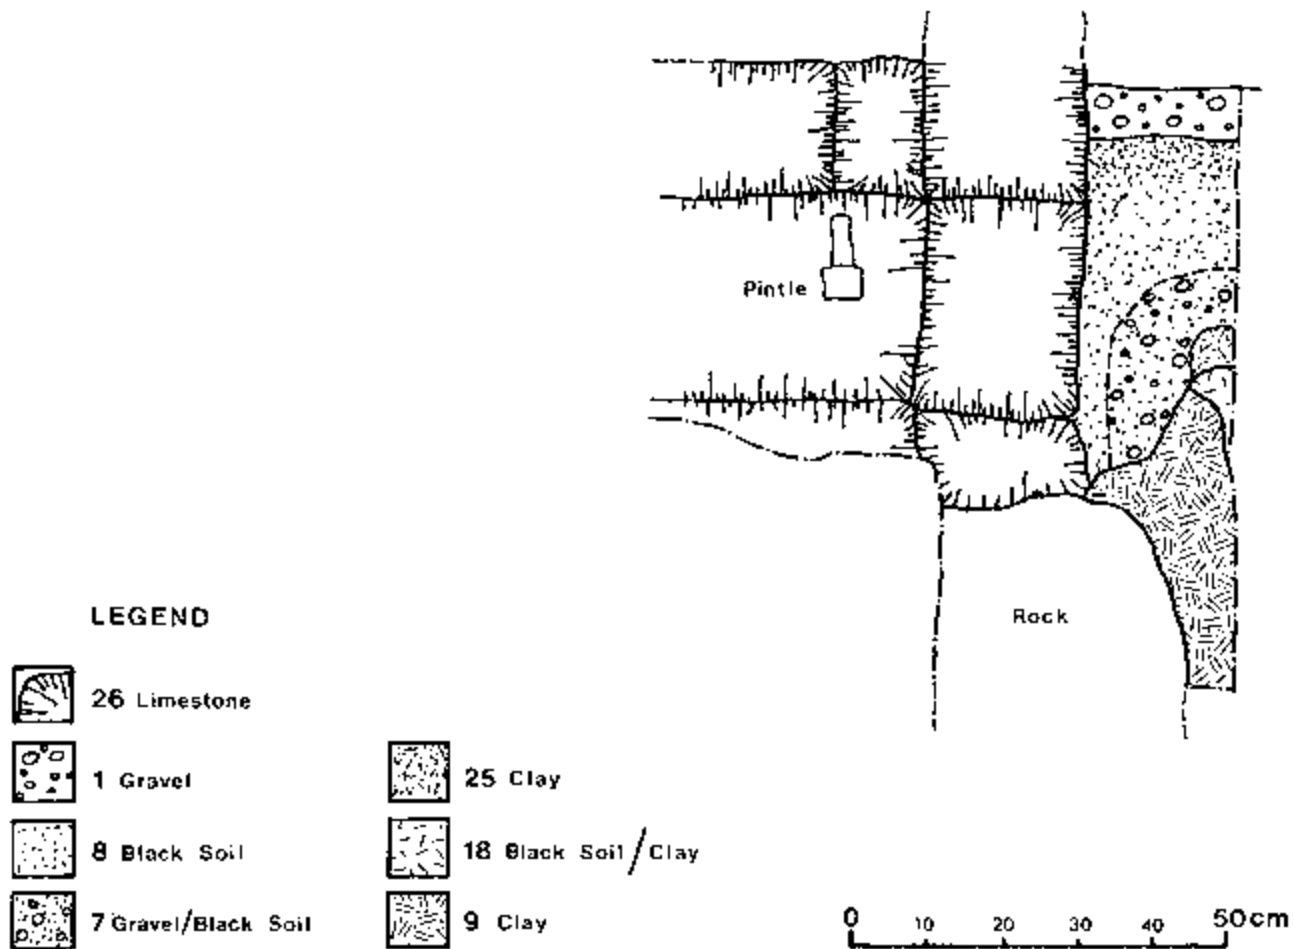 Pintle
Rock
LEGEND
26 Limestone
1 Gravel
25 Clay
8 Black Soil
18 Black Soil/Clay
7 Gravel/Black Soil
9 Clay
0 10 20 30 40 50cm